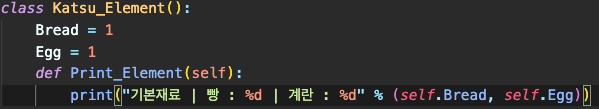 class Katsu_Element():
    Bread = 1
    Egg = 1
    def Print_Element(self):
        print("기본재료 | 빵 : %d | 계란 : %d" % (self.Bread, self.Egg))